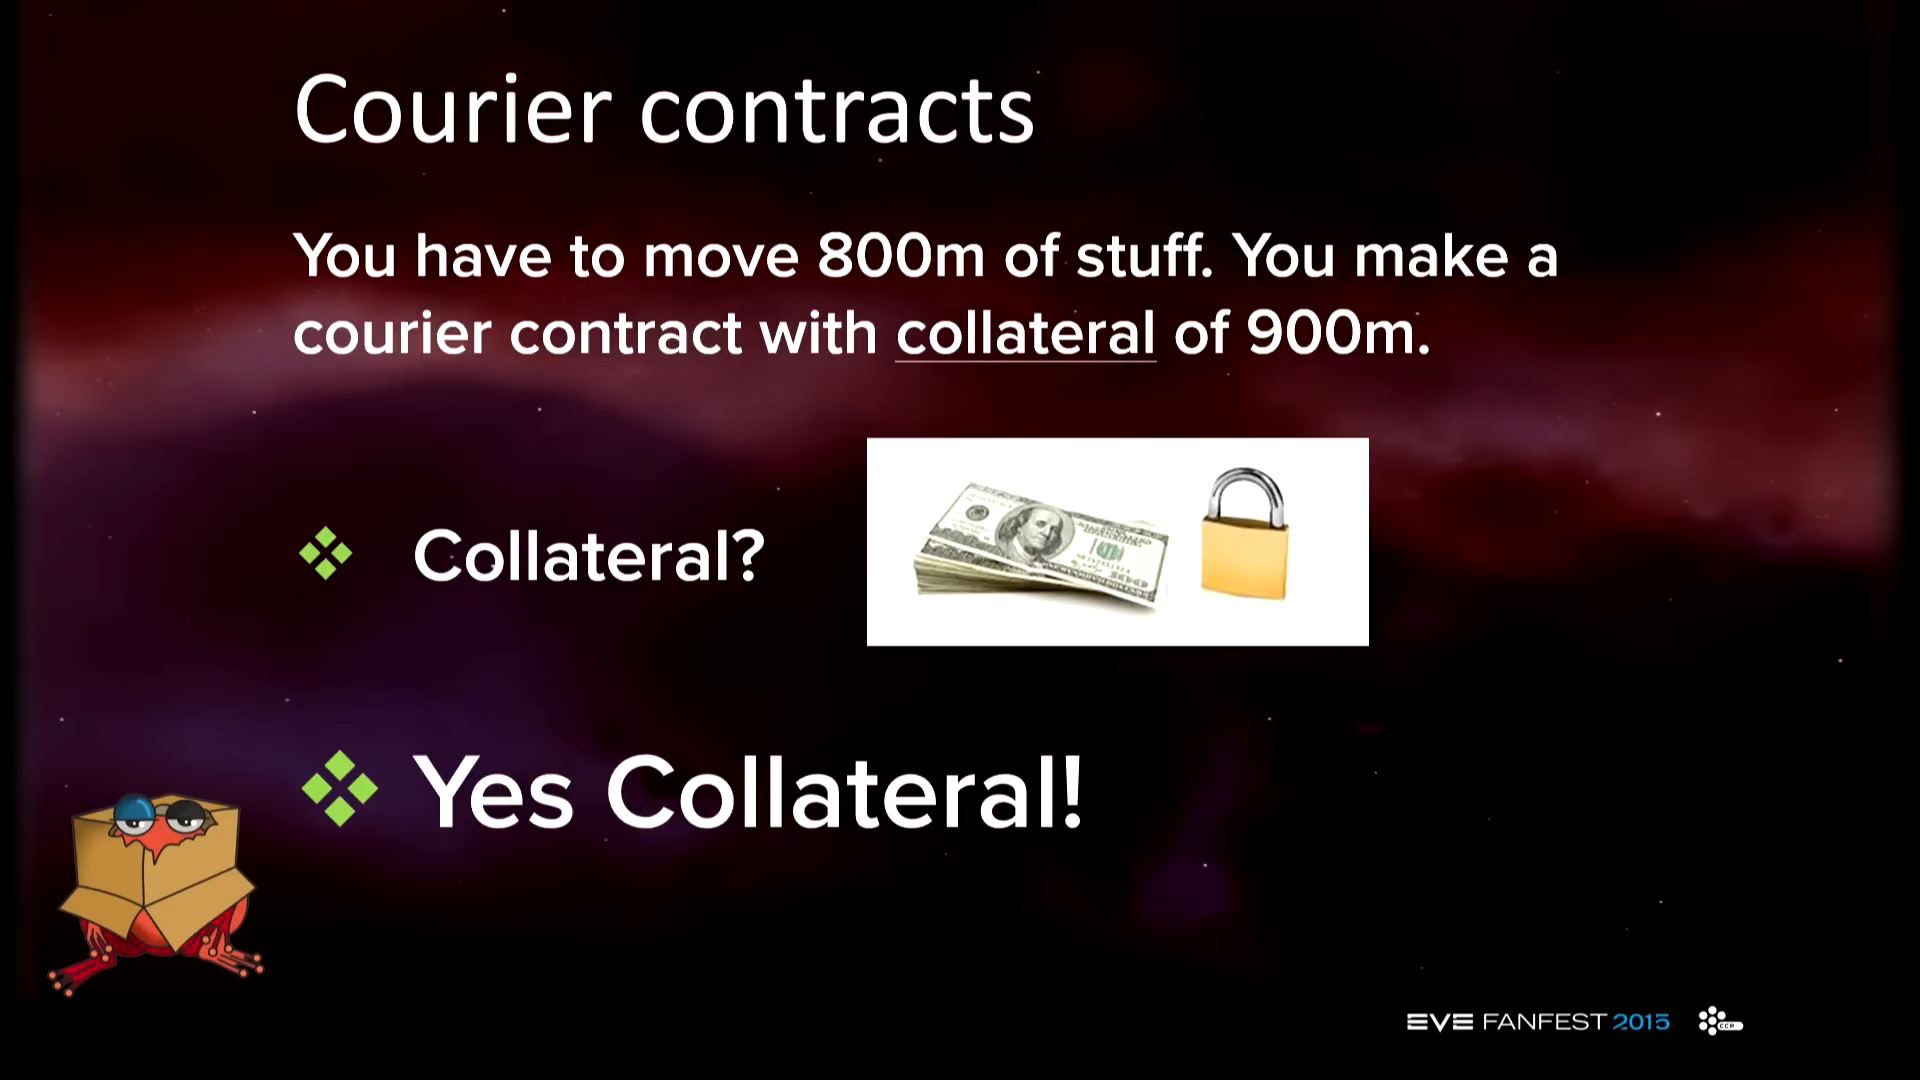 Courier contracts
You have to move 800m of stuff. You make a
courier contract with collateral of 900m.
Collateral?
Yes Collateral!
EVE FANFEST 2015
CCP